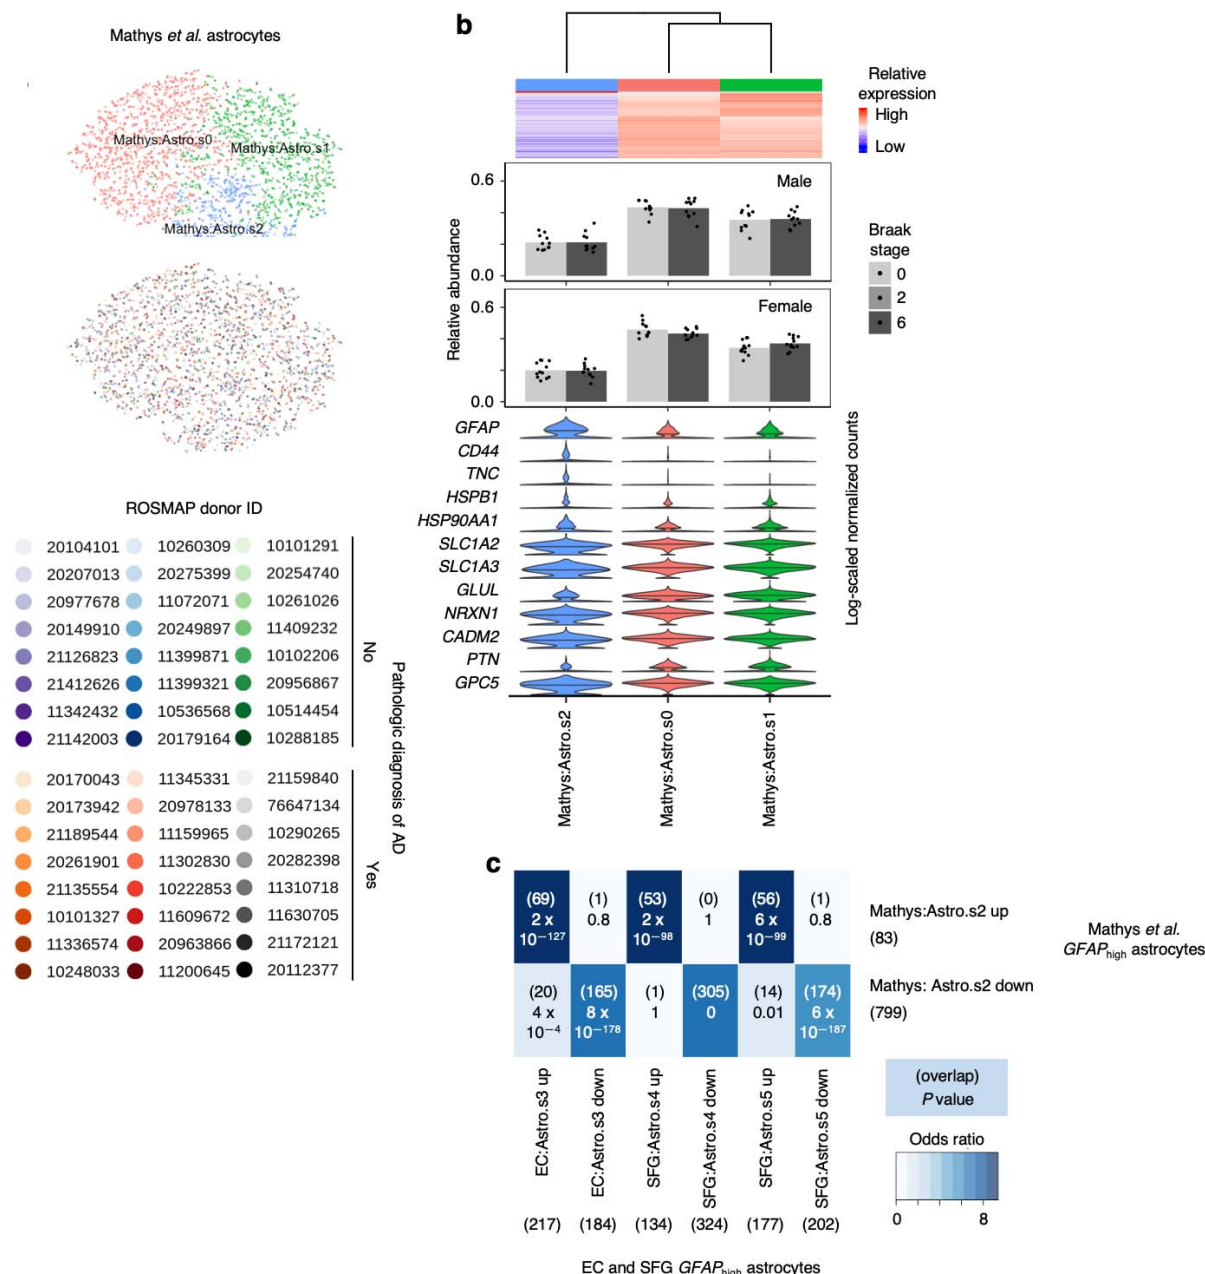 Mathys et al. astrocytes
Mathys:Astro.s0
Mathys:Astro.s1
Mathys:Astro.s2
ROSMAP donor ID
20104101 10260309 10101291
20207013 20275399 20254740
20977678 11072071 10261026
20149910 20249897 11409232
21126823 11399871 10102206
21412626 11399321 20956867
11342432 10536568 10514454
21142003 20179164 10288185
No
20170043 11345331 21159840
20173942 20978133 76647134
21189544 11159965 10290265
20261901 11302830 20282398
21135554 10222853 11310718
10101327 11609672 11630705
11336574 20963866 21172121
10248033 11200645 20112377
Yes
Pathologic diagnosis of AD
b
Relative
expression
High
Low
0.6
Male
0.0
0.6
Female
0.0
Relative abundance
Braak
stage
0
2
6
GFAP
CD44
TNC
HSPB1
HSP90AA1
SLC1A2
SLC1A3
GLUL
NRXN1
CADM2
PTN
GPC5
Log-scaled normalized counts
Mathys:Astro.s2
Mathys:Astro.s0
Mathys:Astro.s1
c
(69) (1) (53) (0) (56) (1)
2 x 0.8 2 x 1 6 x 0.8
10−127 10−98 10−99
Mathys:Astro.s2 up
(83)
Mathys et al.
GFAPhigh astrocytes
(20) (165) (1) (305) (14) (174)
4 x 8 x 1 0 0.01 6 x
10−4 10−178 10−187
Mathys: Astro.s2 down
(799)
EC:Astro.s3 up
EC:Astro.s3 down
SFG:Astro.s4 up
SFG:Astro.s4 down
SFG:Astro.s5 up
SFG:Astro.s5 down
(217) (184) (134) (324) (177) (202)
EC and SFG GFAPhigh astrocytes
(overlap)
P value
Odds ratio
0 8